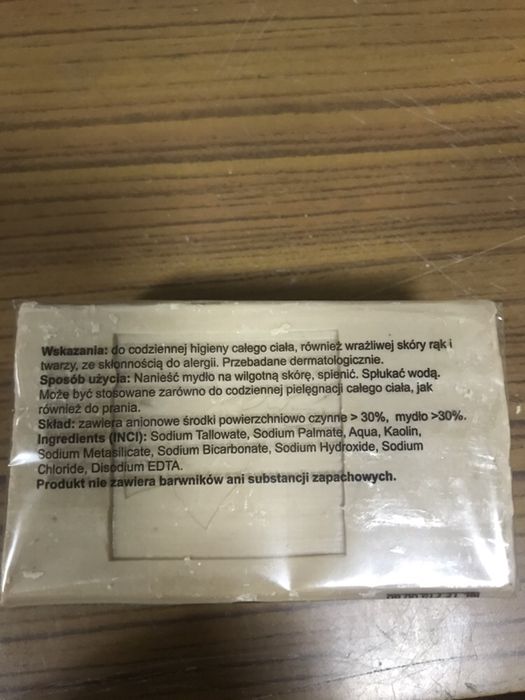 Wskazania: do codziennej higieny całego ciała, również wrażliwej skóry rąk i
twarzy, ze skłonnością do alergii. Przebadane dermatologicznie.
Sposób użycia: Nanieść mydło na wilgotną skórę, spienić. Spłukać wodą.
Może być stosowane zarówno do codziennej pielęgnacji całego ciała, jak
również do prania.
Skład: zawiera anionowe środki powierzchniowo czynne > 30%, mydło >30%.
Ingredients (INCI): Sodium Tallowate, Sodium Palmate, Aqua, Kaolin,
Sodium Metasilicate, Sodium Bicarbonate, Sodium Hydroxide, Sodium
Chloride, Disodium EDTA.
Produkt nie zawiera barwników ani substancji zapachowych.